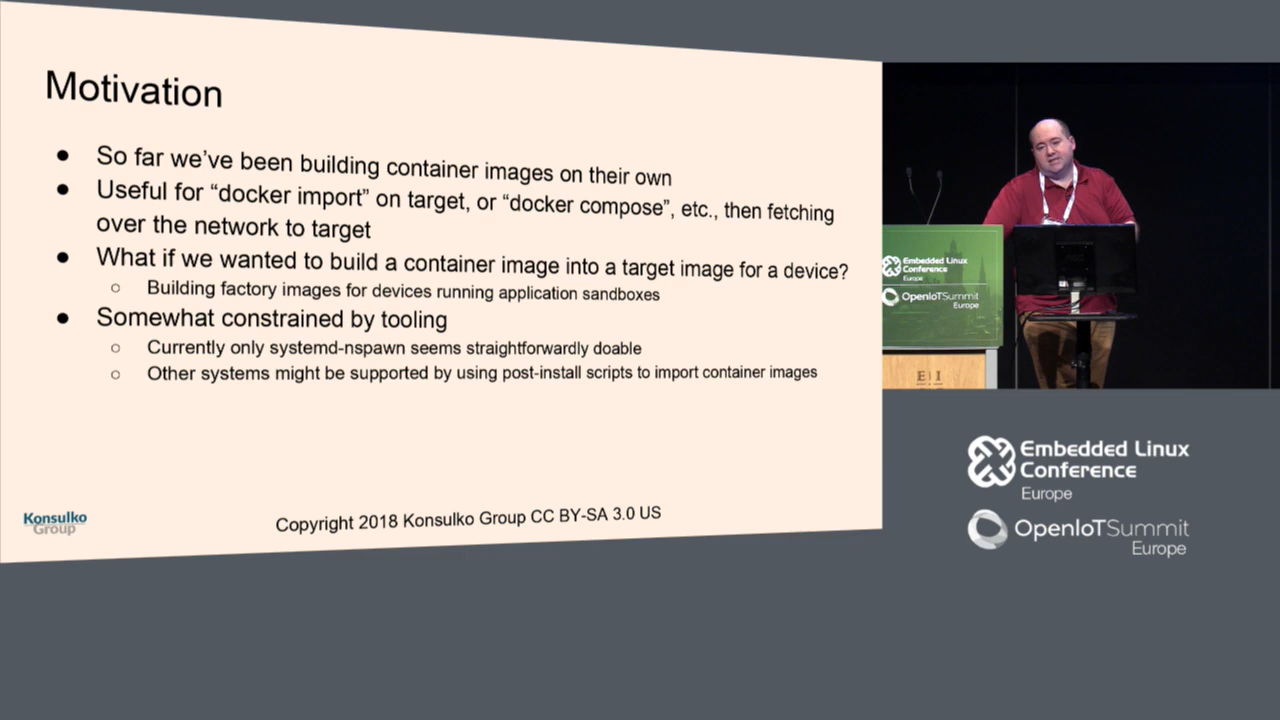 Motivation
● So far we've been building container images on their own
● Useful for “docker import” on target, or “docker compose”, etc., then fetching
over the network to target
● What if we wanted to build a container image into a target image for a device?
○ Building factory images for devices running application sandboxes
● Somewhat constrained by tooling
○ Currently only systemd-nspawn seems straightforwardly doable
○ Other systems might be supported by using post-install scripts to import container images
Konsulko
Group
Copyright 2018 Konsulko Group CC BY-SA 3.0 US
Embedded Linux
Conference
Europe
OpenIoTSummit
Europe
Embedded Linux
Conference
Europe
OpenIoTSummit
Europe